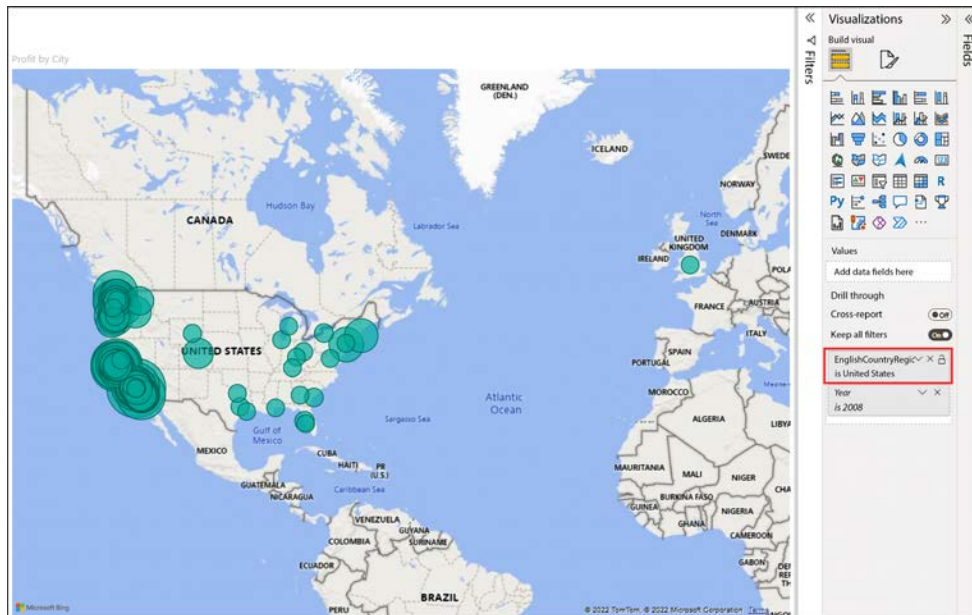 Profit by City
GREENLAND
(DEN.)
ICELAND
SWEDE
NORWAY
Hudson Bay
CANADA
Labrador Sea
North
Sea
UNITED
KINGDOM
DENMARK
IRELAND
POLA
FRANCE
AUSTRIA
ITALY
UNITED STATES
SPAIN
PORTUGAL
Atlantic
Ocean
MOROCCO
Sargasso Sea
ALGERIA
LIBYA
Gulf of
Mexico
MEXICO
CUBA
HAITI
PR
(U.S.)
GUATEMALA
Caribbean Sea
NICARAGUA
MAURITANIA
MALI
NIGER
CHA
BURKINA FASO
GUINEA
NIGERIA
GHANA
CAMEROON
VENEZUELA
GUYANA
COLOMBIA
SURINAME
GABON
ECUADOR
PERU
BRAZIL
Microsoft Bing
© 2022 TomTom, © 2022 Microsoft Corporation Terms
Filters
Visualizations
Build visual
R
Py
Values
Add data fields here
Drill through
Cross-report
Off
Keep all filters
On
EnglishCountryRegic
is United States
Year
is 2008
Fields